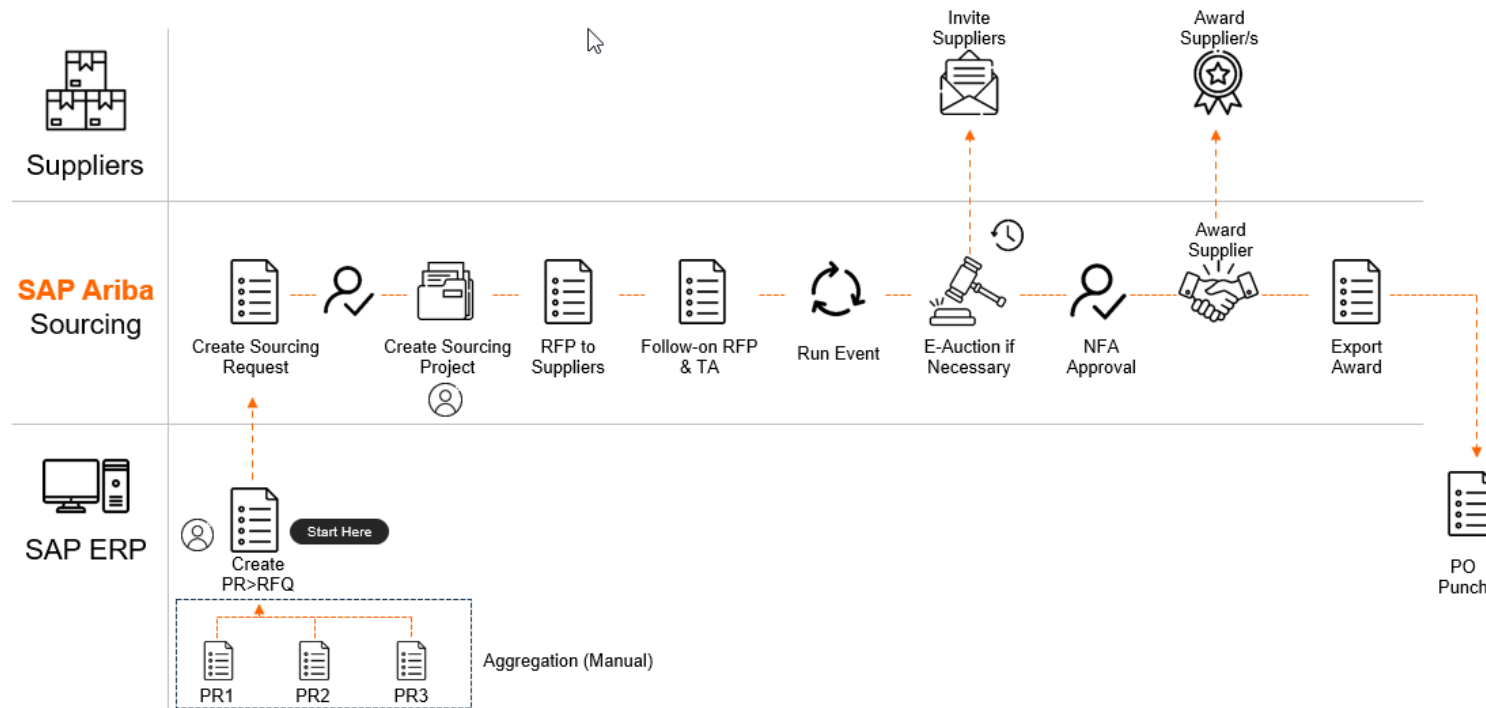 Invite
Suppliers
Award
Supplier/s
Suppliers
SAP Ariba
Sourcing
Create Sourcing
Request
Create Sourcing
Project
RFP to
Suppliers
Follow-on RFP
& TA
Run Event
E-Auction if
Necessary
NFA
Approval
Award
Supplier
Export
Award
SAP ERP
Start Here
Create
PR>RFQ
PO
Punch
Aggregation (Manual)
PR1
PR2
PR3